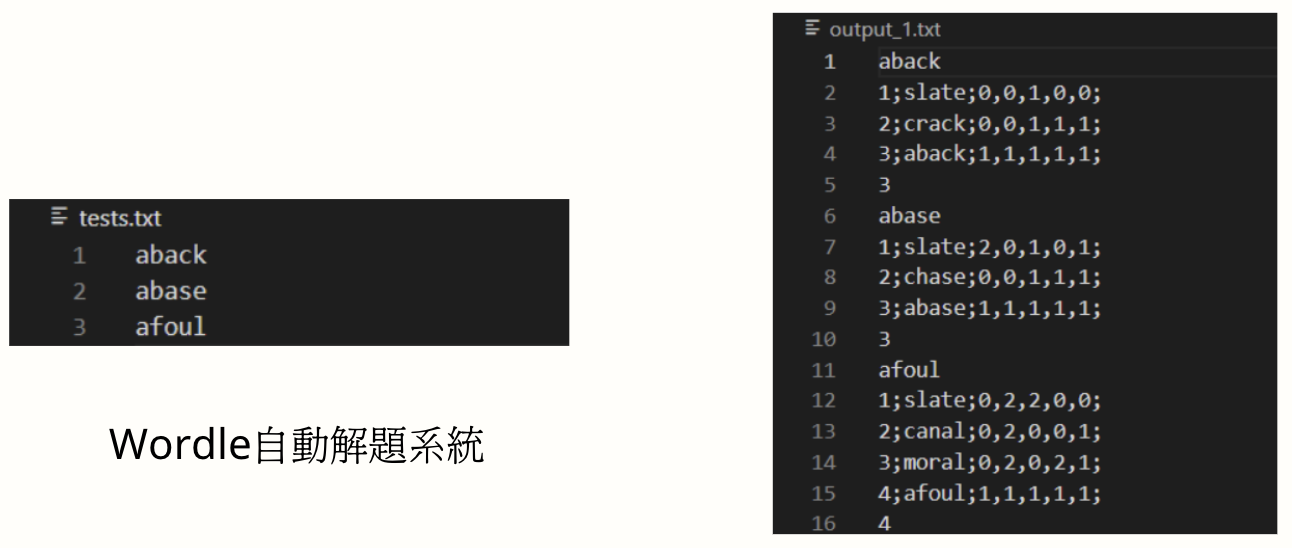 tests.txt
1 aback
2 abase
3 afoul
Wordle自動解題系統
output_1.txt
1 aback
2 1;slate;0,0,1,0,0;
3 2;crack;0,0,1,1,1;
4 3;aback;1,1,1,1,1;
5 3
6 abase
7 1;slate;2,0,1,0,1;
8 2;chase;0,0,1,1,1;
9 3;abase;1,1,1,1,1;
10 3
11 afoul
12 1;slate;0,2,2,0,0;
13 2;canal;0,2,0,0,1;
14 3;moral;0,2,0,2,1;
15 4;afoul;1,1,1,1,1;
16 4